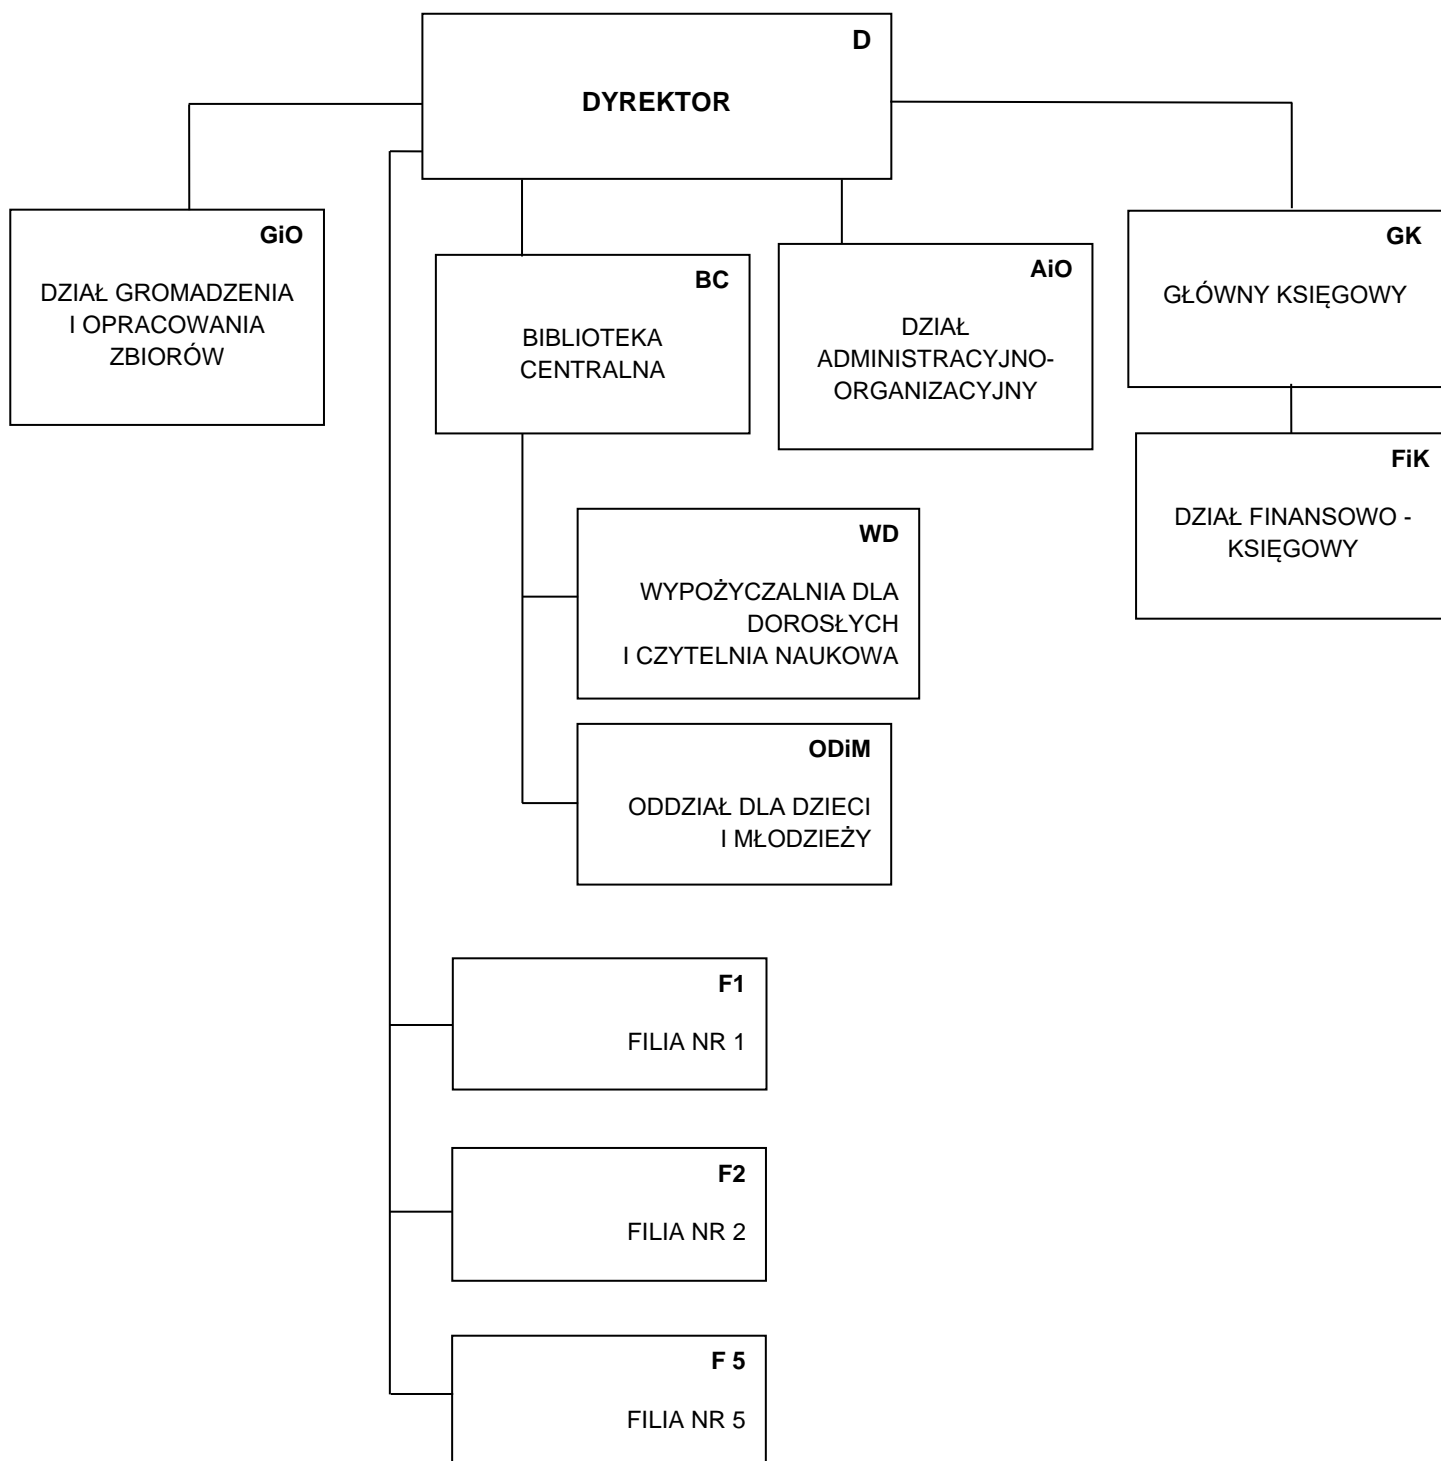 D
DYREKTOR
GiO
DZIAŁ GROMADZENIA
I OPRACOWANIA
ZBIORÓW
BC
BIBLIOTEKA
CENTRALNA
AiO
DZIAŁ
ADMINISTRACYJNO-
ORGANIZACYJNY
GK
GŁÓWNY KSIĘGOWY
FiK
DZIAŁ FINANSOWO -
KSIĘGOWY
WD
WYPOŻYCZALNIA DLA
DOROSŁYCH
I CZYTELNIA NAUKOWA
ODiM
ODDZIAŁ DLA DZIECI
I MŁODZIEŻY
F1
FILIA NR 1
F2
FILIA NR 2
F 5
FILIA NR 5